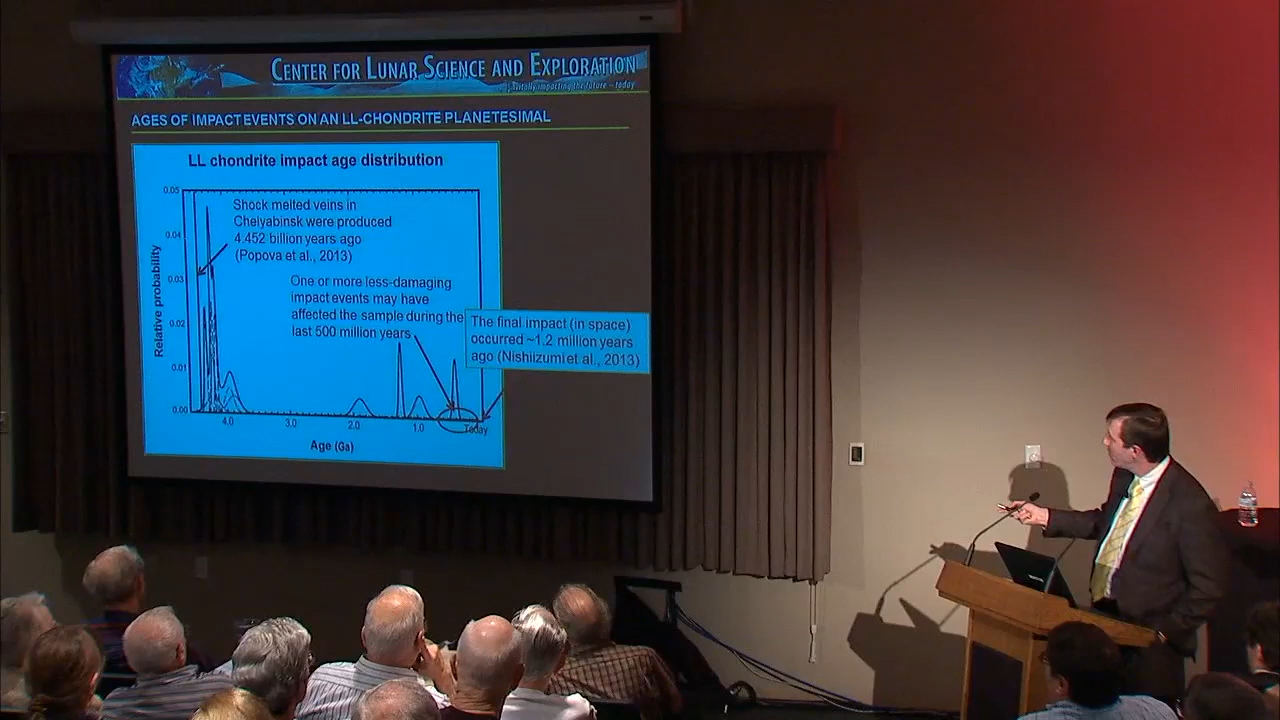 CENTER FOR LUNAR SCIENCE AND EXPLORATION
impacting the future – today
AGES OF IMPACT EVENTS ON AN LL-CHONDRITE PLANETESIMAL
LL chondrite impact age distribution
Shock melted veins in
Chelyabinsk were produced
4.452 billion years ago
(Popova et al., 2013)
One or more less-damaging
impact events may have
affected the sample during the
last 500 million years
The final impact (in space)
occurred ~1.2 million years
ago (Nishiizumi et al., 2013)
Relative probability
0.05
0.04
0.03
0.02
0.01
0.00
4.0 3.0 2.0 1.0 Today
Age (Ga)